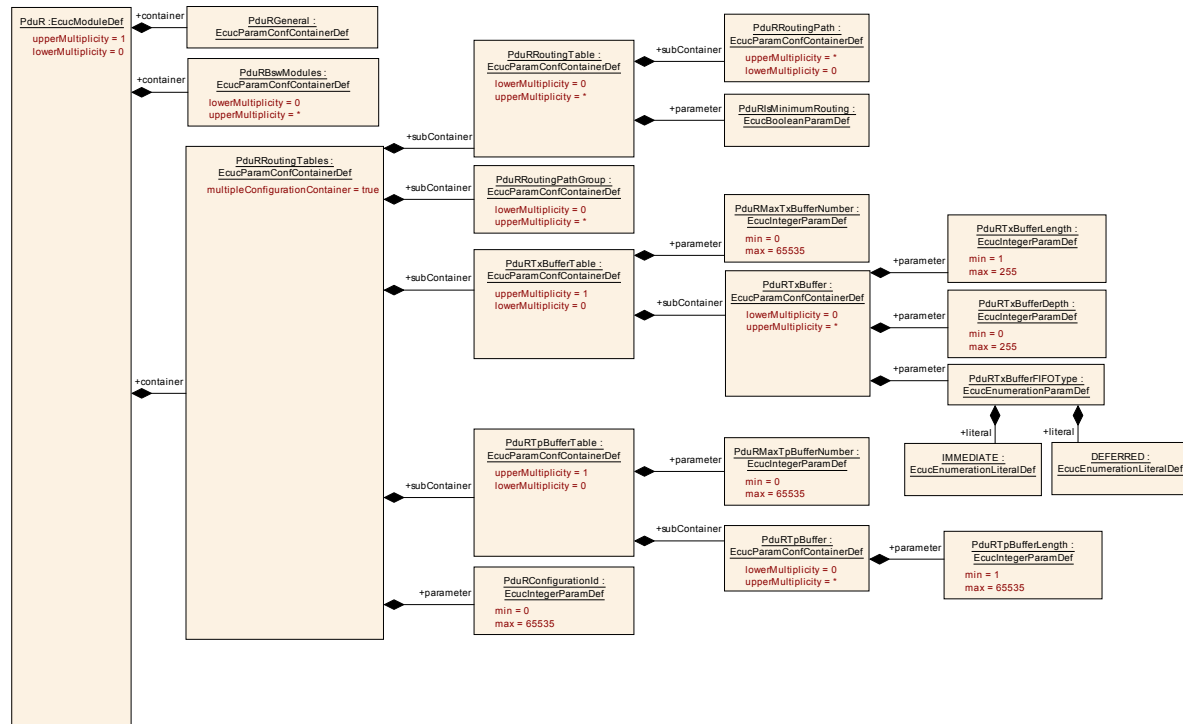 PduR :EcucModuleDef
upperMultiplicity = 1
lowerMultiplicity = 0
+container
PduRGeneral :
EcucParamConfContainerDef
+container
PduRBswModules :
EcucParamConfContainerDef
lowerMultiplicity = 0
upperMultiplicity = *
+container
PduRRoutingTables :
EcucParamConfContainerDef
multipleConfigurationContainer = true
+subContainer
PduRRoutingTable :
EcucParamConfContainerDef
lowerMultiplicity = 0
upperMultiplicity = *
+subContainer
PduRRoutingPath :
EcucParamConfContainerDef
upperMultiplicity = *
lowerMultiplicity = 0
+parameter
PduRIsMinimumRouting :
EcucBooleanParamDef
+subContainer
PduRRoutingPathGroup :
EcucParamConfContainerDef
lowerMultiplicity = 0
upperMultiplicity = *
+subContainer
PduRTxBufferTable :
EcucParamConfContainerDef
upperMultiplicity = 1
lowerMultiplicity = 0
+parameter
PduRMaxTxBufferNumber :
EcucIntegerParamDef
min = 0
max = 65535
+subContainer
PduRTxBuffer :
EcucParamConfContainerDef
lowerMultiplicity = 0
upperMultiplicity = *
+parameter
PduRTxBufferLength :
EcucIntegerParamDef
min = 1
max = 255
+parameter
PduRTxBufferDepth :
EcucIntegerParamDef
min = 0
max = 255
+parameter
PduRTxBufferFIFOType :
EcucEnumerationParamDef
+literal
+literal
IMMEDIATE :
EcucEnumerationLiteralDef
DEFERRED :
EcucEnumerationLiteralDef
+subContainer
PduRTpBufferTable :
EcucParamConfContainerDef
upperMultiplicity = 1
lowerMultiplicity = 0
+parameter
PduRMaxTpBufferNumber :
EcucIntegerParamDef
min = 0
max = 65535
+subContainer
PduRTpBuffer :
EcucParamConfContainerDef
lowerMultiplicity = 0
upperMultiplicity = *
+parameter
PduRTpBufferLength :
EcucIntegerParamDef
min = 1
max = 65535
+parameter
PduRConfigurationId :
EcucIntegerParamDef
min = 0
max = 65535